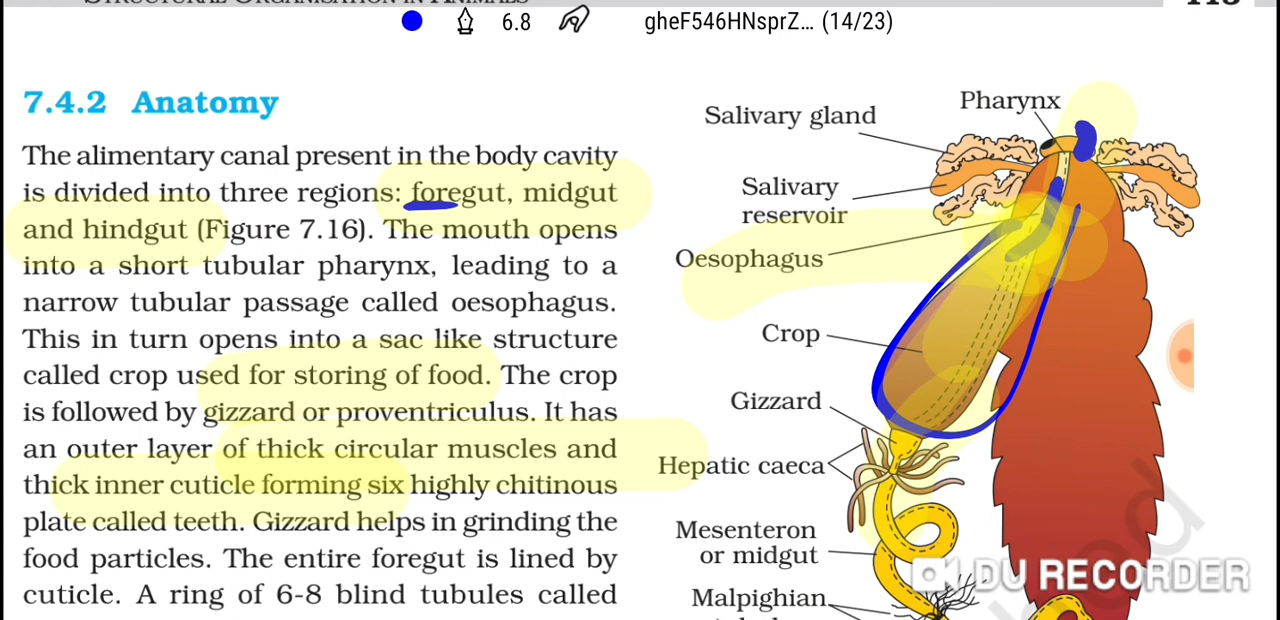 6.8
gheF546HNsprZ... (14/23)
7.4.2 Anatomy
The alimentary canal present in the body cavity
is divided into three regions: foregut, midgut
and hindgut (Figure 7.16). The mouth opens
into a short tubular pharynx, leading to a
narrow tubular passage called oesophagus.
This in turn opens into a sac like structure
called crop used for storing of food. The crop
is followed by gizzard or proventriculus. It has
an outer layer of thick circular muscles and
thick inner cuticle forming six highly chitinous
plate called teeth. Gizzard helps in grinding the
food particles. The entire foregut is lined by
cuticle. A ring of 6-8 blind tubules called
Pharynx
Salivary gland
Salivary
reservoir
Oesophagus
Crop
Gizzard
Hepatic caeca
Mesenteron
or midgut
Malpighian
DU RECORDER